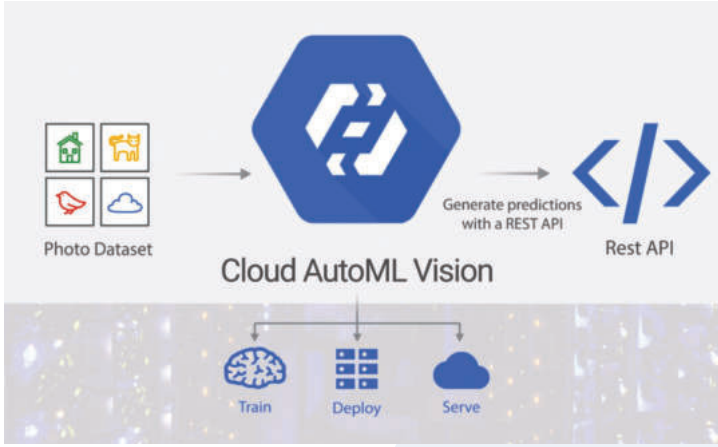 Photo Dataset
Generate predictions
with a REST API
Rest API
Cloud AutoML Vision
Train
Deploy
Serve